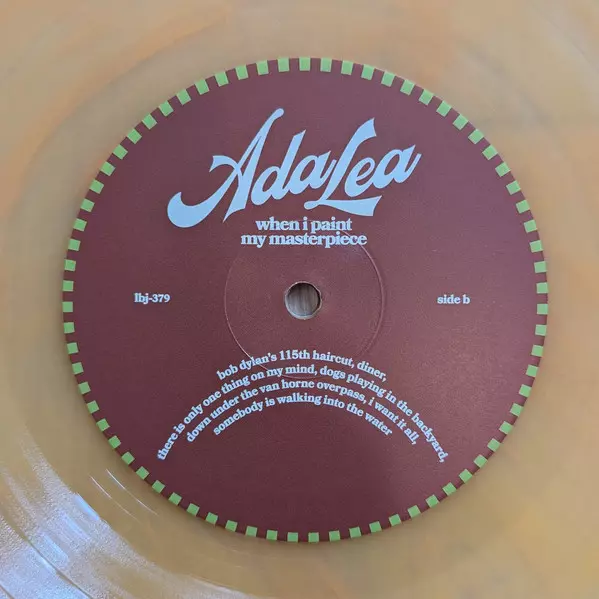 Ada Lea
when i paint
my masterpiece
lbj-379
side b
bob dylan's 115th haircut, diner,
there is only one thing on my mind, dogs playing in the backyard,
down under the van horne overpass, i want it all,
somebody is walking into the water